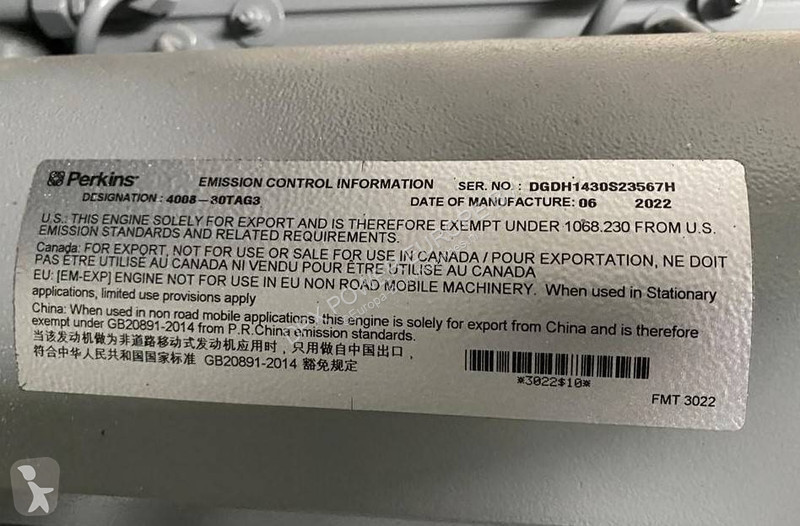 Perkins EMISSION CONTROL INFORMATION SER. NO: DGDH1430S23567H
DESIGNATION: 4008-30TAG3 DATE OF MANUFACTURE: 06 2022
U.S.: THIS ENGINE SOLELY FOR EXPORT AND IS THEREFORE EXEMPT UNDER 1068.230 FROM U.S.
EMISSION STANDARDS AND RELATED REQUIREMENTS.
Canada: FOR EXPORT, NOT FOR USE OR SALE FOR USE IN CANADA / POUR EXPORTATION, NE DOIT
PAS ÊTRE UTILISÉ AU CANADA NI VENDU POUR ÊTRE UTILISÉ AU CANADA
EU: [EM-EXP] ENGINE NOT FOR USE IN EU NON ROAD MOBILE MACHINERY. When used in Stationary
applications, limited use provisions apply
China: When used in non road mobile applications, this engine is solely for export from China and is therefore
exempt under GB20891-2014 from P.R.China emission standards.
当该发动机做为非道路移动式发动机应用时，只用做自中国出口，
符合中华人民共和国国家标准 GB20891-2014 豁免规定
*3022$10*
FMT 3022